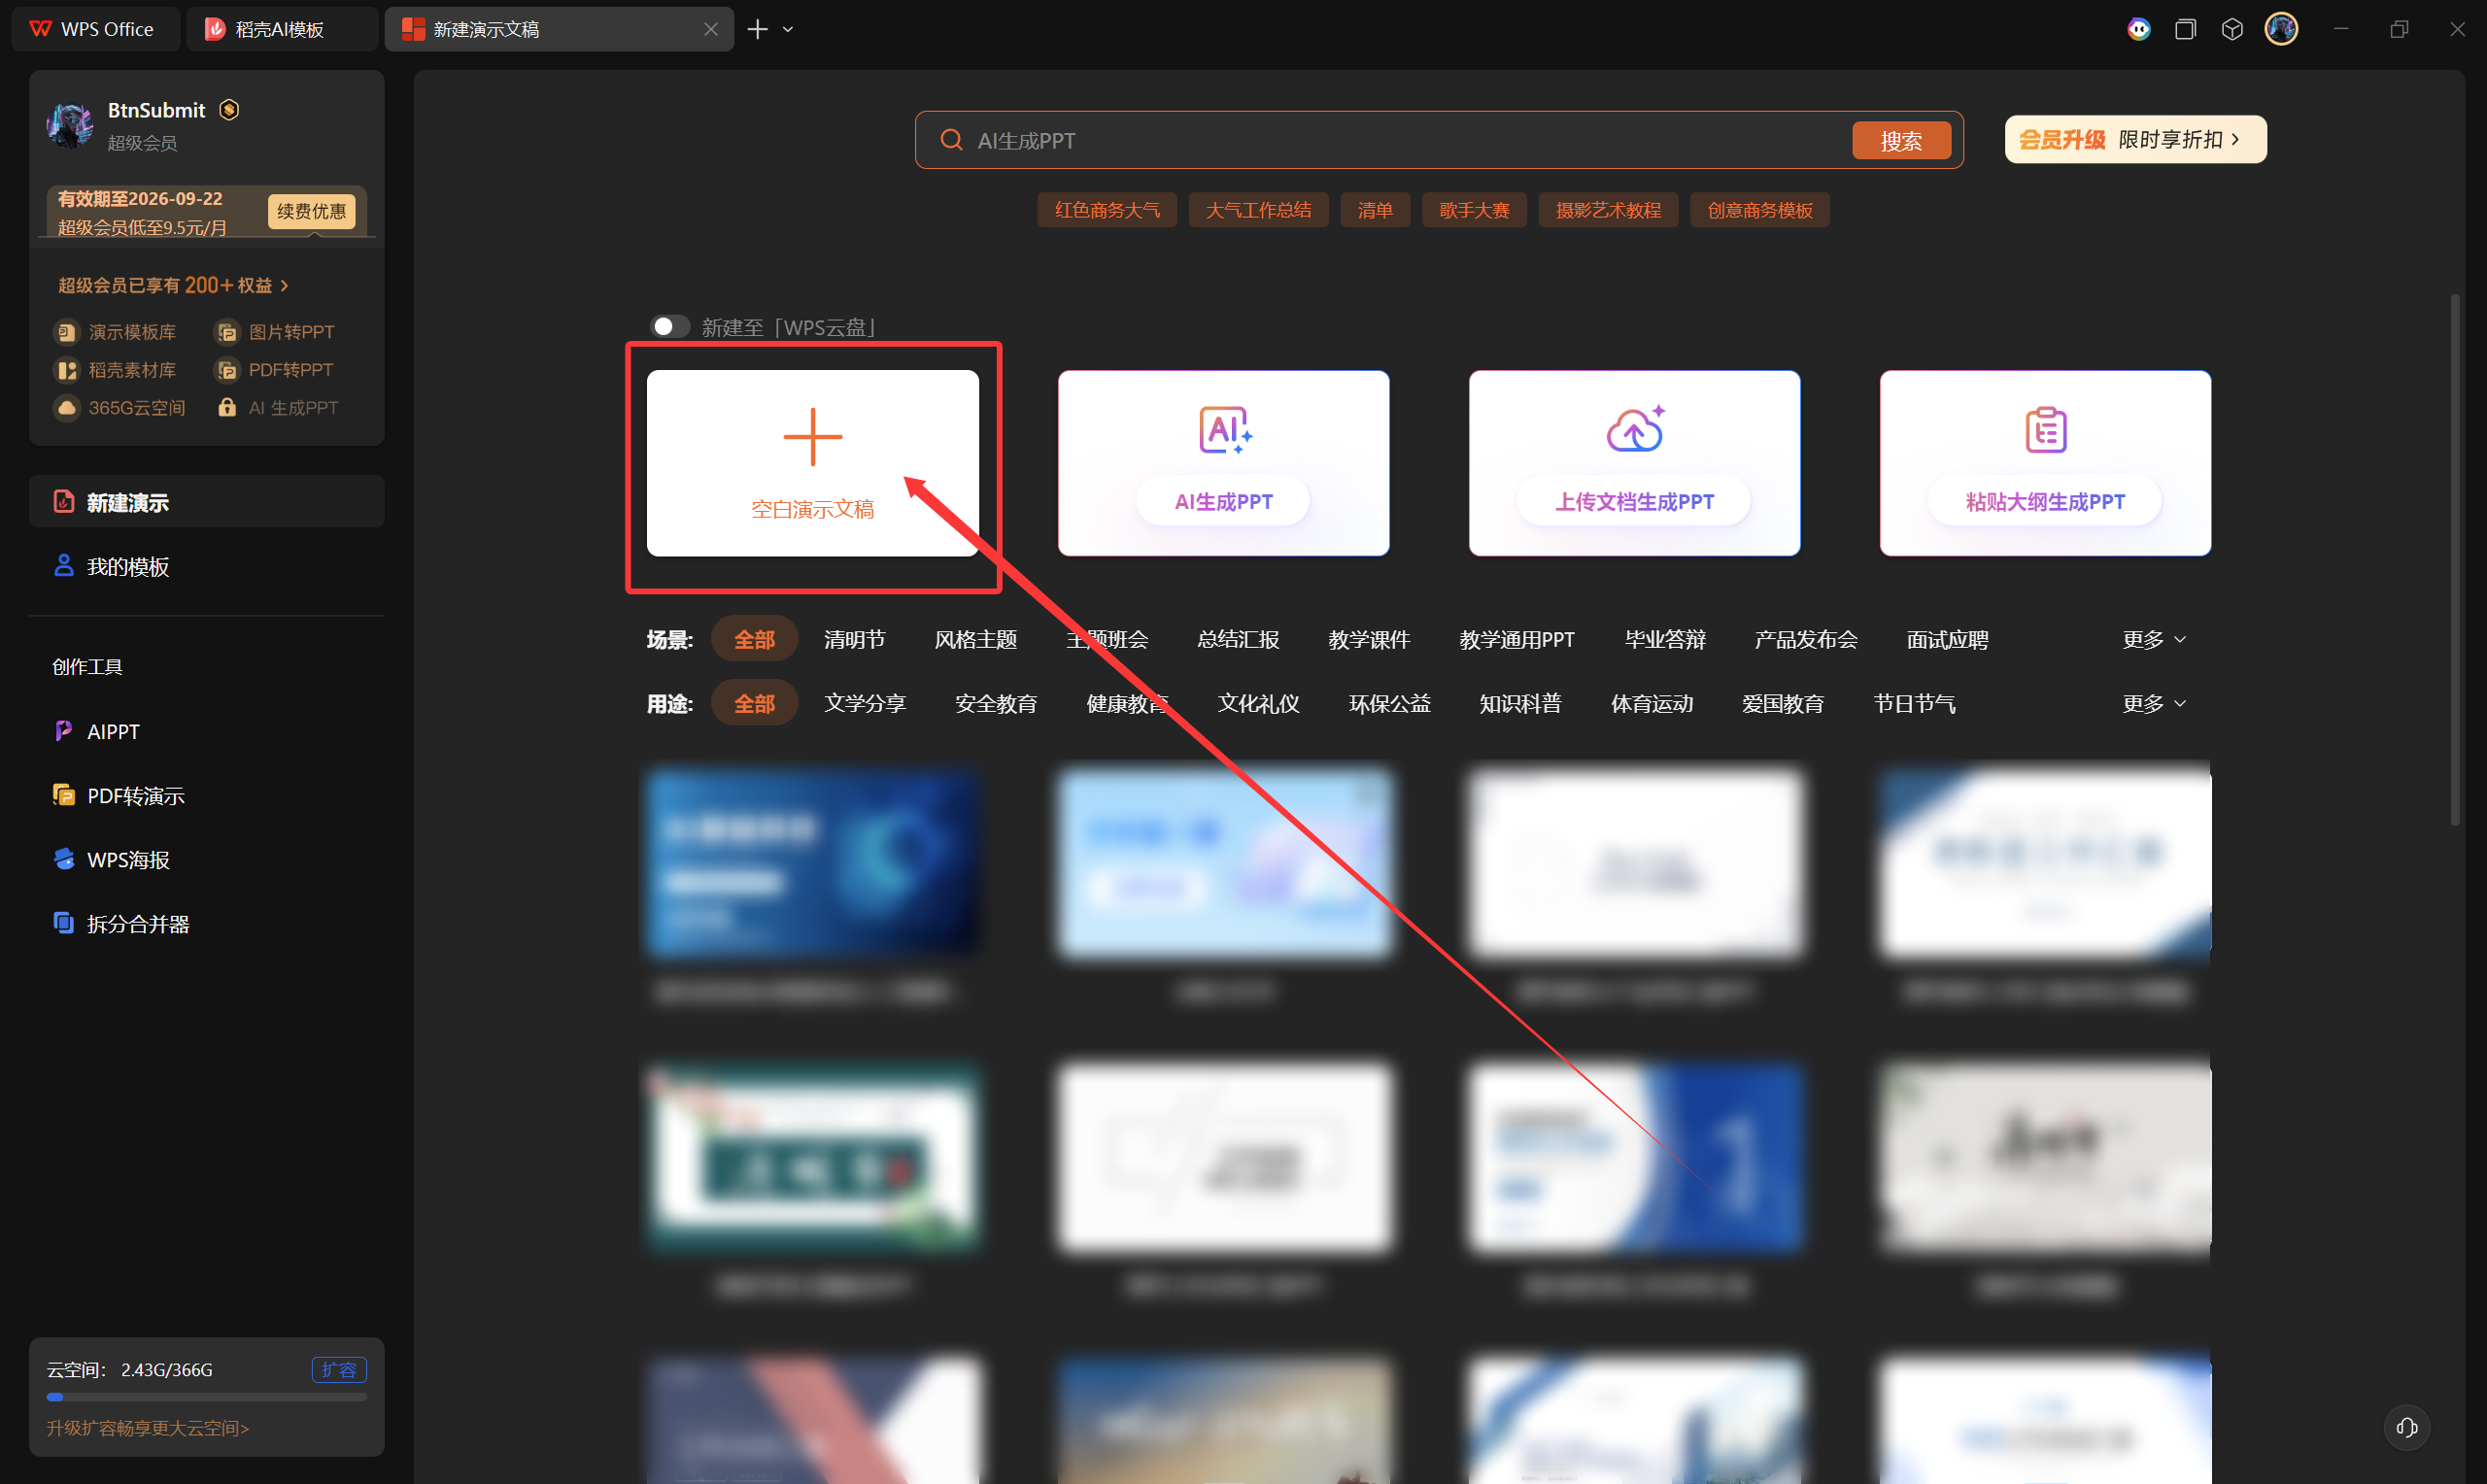 WPS Office
稻壳AI模板
新建演示文稿
BtnSubmit
超级会员
有效期至2026-09-22
超级会员低至9.5元/月
续费优惠
超级会员已享有 200+ 权益 >
演示模板库
图片转PPT
稻壳素材库
PDF转PPT
365G云空间
AI 生成PPT
新建演示
我的模板
创作工具
AIPPT
PDF转演示
WPS海报
拆分合并器
云空间: 2.43G/366G
扩容
升级扩容畅享更大云空间>
AI生成PPT
搜索
会员升级 限时享折扣 >
红色商务大气
大气工作总结
清单
歌手大赛
摄影艺术教程
创意商务模板
新建至「WPS云盘」
空白演示文稿
AI生成PPT
上传文档生成PPT
粘贴大纲生成PPT
场景: 全部 清明节 风格主题 主题班会 总结汇报 教学课件 教学通用PPT 毕业答辩 产品发布会 面试应聘 更多
用途: 全部 文学分享 安全教育 健康教育 文化礼仪 环保公益 知识科普 体育运动 爱国教育 节日节气 更多